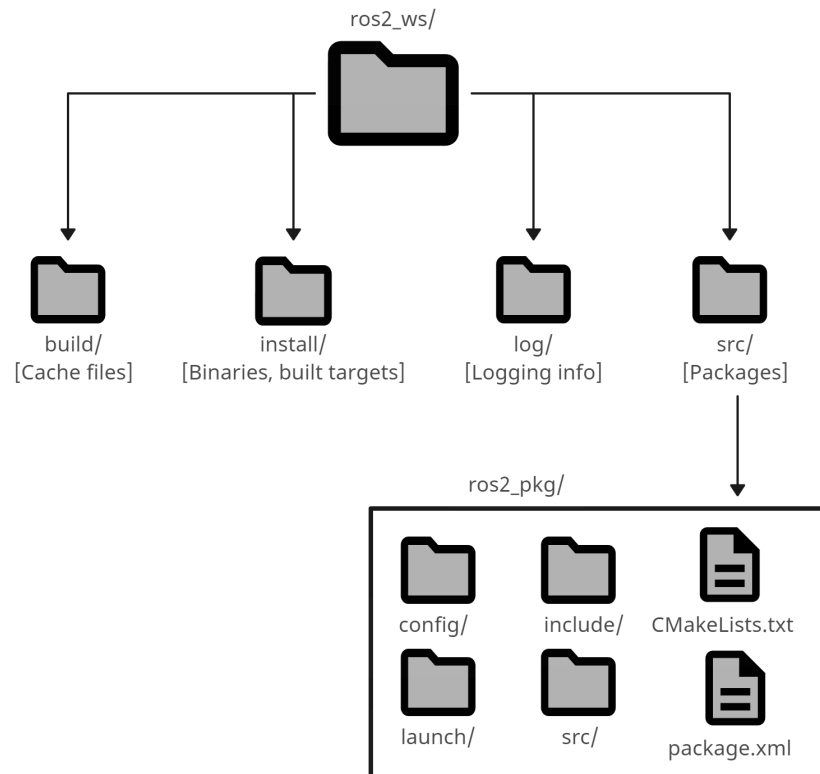 ros2_ws/
build/
[Cache files]
install/
[Binaries, built targets]
log/
[Logging info]
src/
[Packages]
ros2_pkg/
config/
include/
CMakeLists.txt
launch/
src/
package.xml